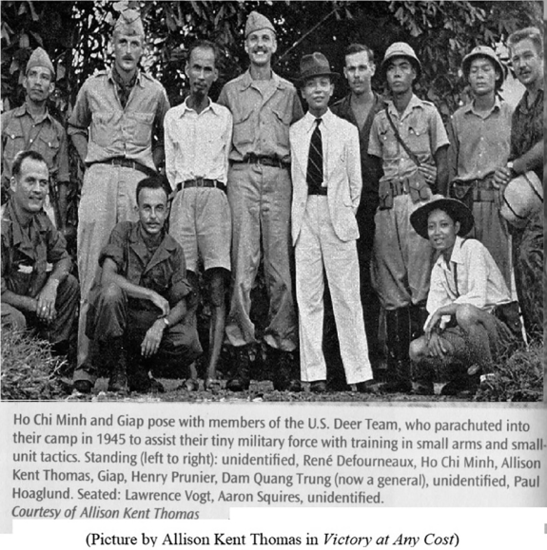 Ho Chi Minh and Giap pose with members of the U.S. Deer Team, who parachuted into
their camp in 1945 to assist their tiny military force with training in small arms and small-
unit tactics. Standing (left to right): unidentified, René Defourneaux, Ho Chi Minh, Allison
Kent Thomas, Giap, Henry Prunier, Dam Quang Trung (now a general), unidentified, Paul
Hoaglund. Seated: Lawrence Vogt, Aaron Squires, unidentified.
Courtesy of Allison Kent Thomas
(Picture by Allison Kent Thomas in Victory at Any Cost)